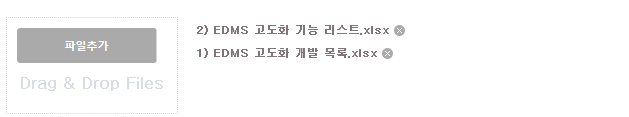 파일추가
Drag & Drop Files
2) EDMS 고도화 기능 리스트.xlsx
1) EDMS 고도화 개발 목록.xlsx